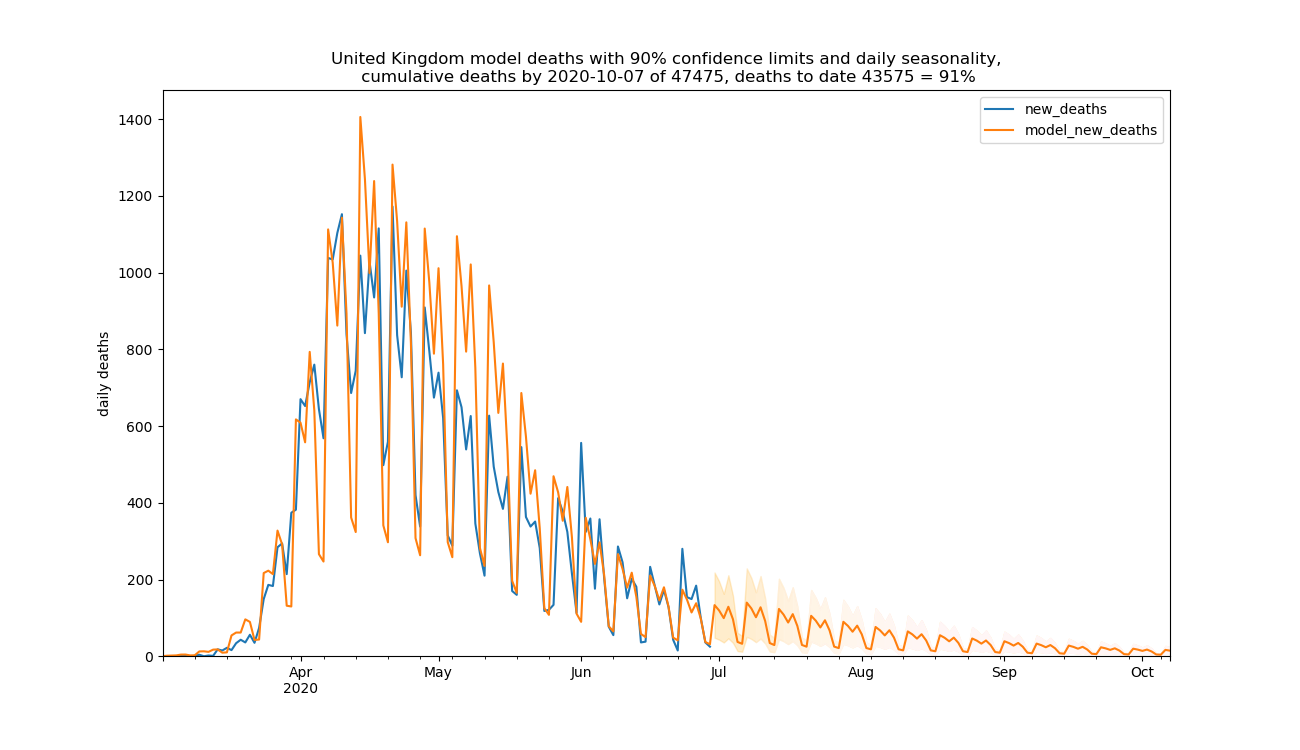 United Kingdom model deaths with 90% confidence limits and daily seasonality,
cumulative deaths by 2020-10-07 of 47475, deaths to date 43575 = 91%
new_deaths
model_new_deaths
daily deaths
1400
1200
1000
800
600
400
200
0
Apr
2020
May
Jun
Jul
Aug
Sep
Oct